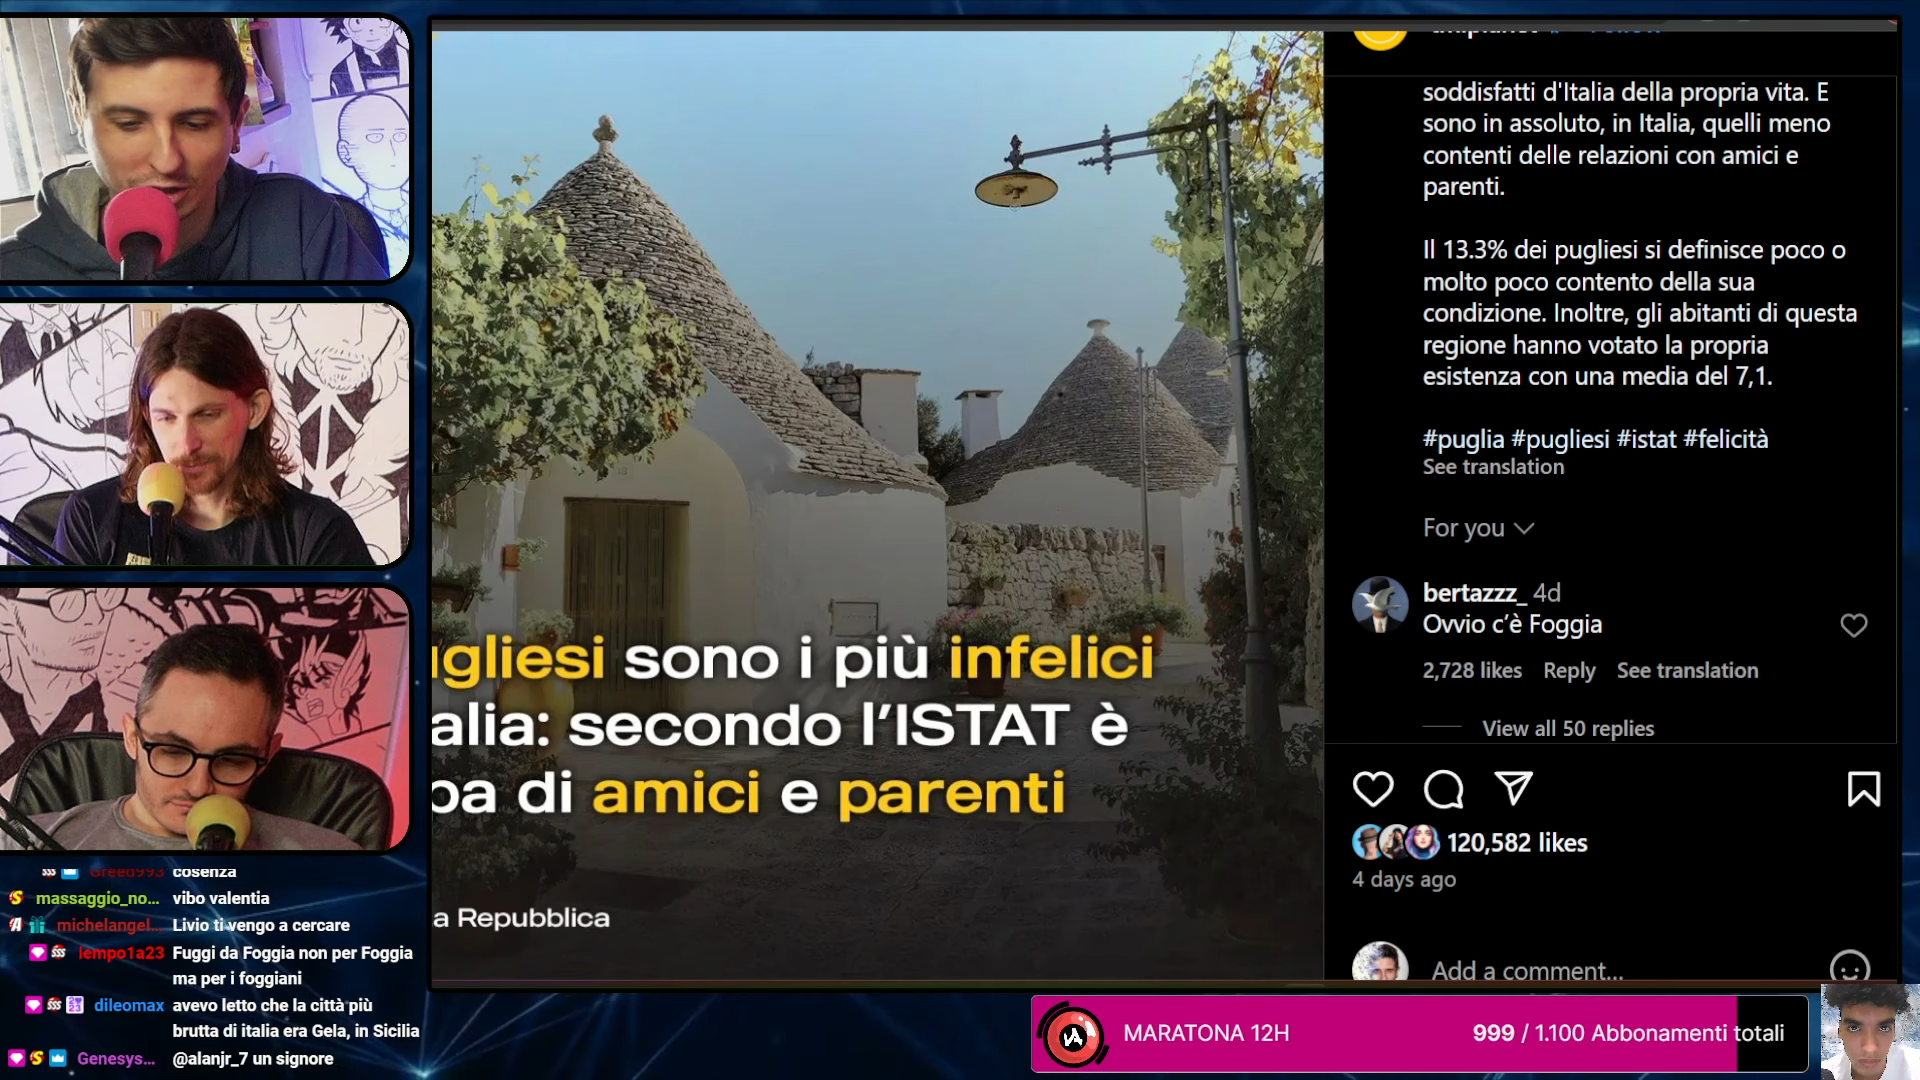 soddisfatti d'Italia della propria vita. E
sono in assoluto, in Italia, quelli meno
contenti delle relazioni con amici e
parenti.
Il 13.3% dei pugliesi si definisce poco o
molto poco contento della sua
condizione. Inoltre, gli abitanti di questa
regione hanno votato la propria
esistenza con una media del 7,1.
#puglia #pugliesi #istat #felicità
See translation
For you
bertazzz_ 4d
Ovvio c'è Foggia
2,728 likes Reply See translation
View all 50 replies
120,582 likes
4 days ago
Add a comment...
gliesi sono i più infelici
alia: secondo l'ISTAT è
pa di amici e parenti
a Repubblica
Greed993 cosenza
massaggio_no... vibo valentia
michelangel... Livio ti vengo a cercare
lempo1a23 Fuggi da Foggia non per Foggia
ma per i foggiani
dileomax avevo letto che la città più
brutta di italia era Gela, in Sicilia
Genesys... @alanjr_7 un signore
MARATONA 12H 999 / 1.100 Abbonamenti totali